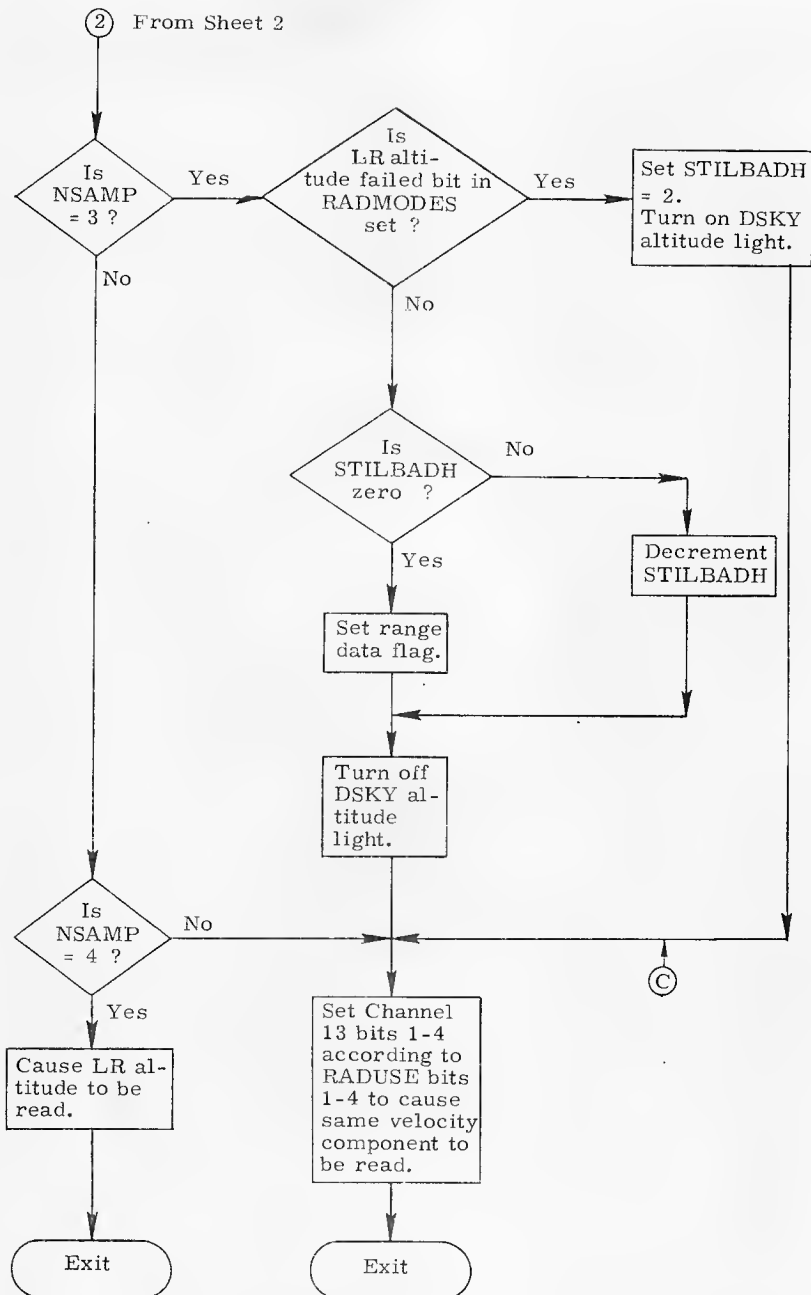 2 From Sheet 2
Is
NSAMP
= 3 ?
Yes
No
Is
LR alti-
tude failed bit in
RADMODES
set ?
Yes
No
Set STILBADH
= 2.
Turn on DSKY
altitude light.
Is
STILBADH
zero ?
No
Yes
Decrement
STILBADH
Set range
data flag.
Turn off
DSKY al-
titude
light.
Is
NSAMP
= 4 ?
No
Yes
C
Cause LR al-
titude to be
read.
Set Channel
13 bits 1-4
according to
RADUSE bits
1-4 to cause
same velocity
component to
be read.
Exit
Exit